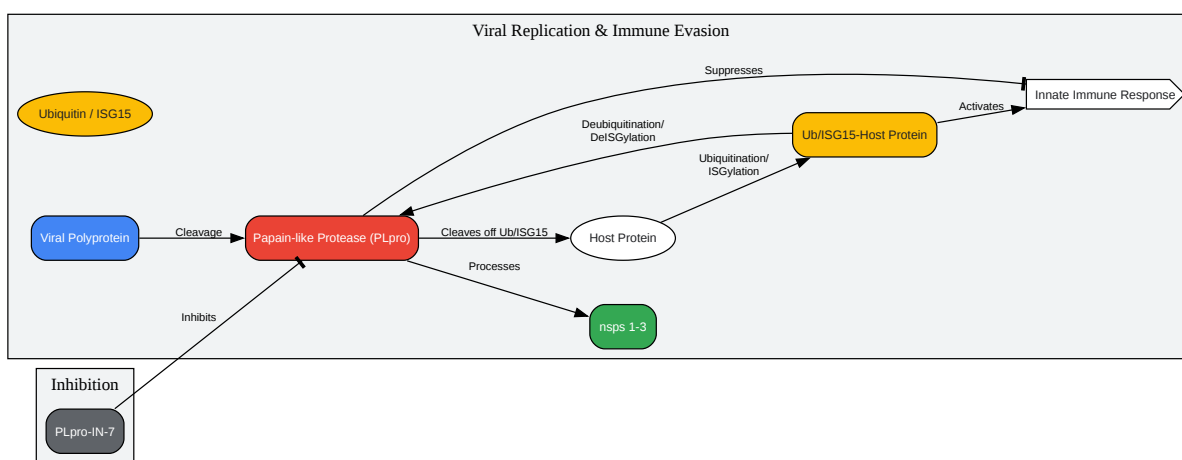 Viral Replication & Immune Evasion
Suppresses
Innate Immune Response
Ubiquitin / ISG15
Activates
Deubiquitination/
DeISGylation
Ub/ISG15-Host Protein
Ubiquitination/
ISGylation
Viral Polyprotein
Cleavage
Papain-like Protease (PLpro)
Cleaves off Ub/ISG15
Host Protein
Processes
Inhibits
nsps 1-3
Inhibition
PLpro-IN-7